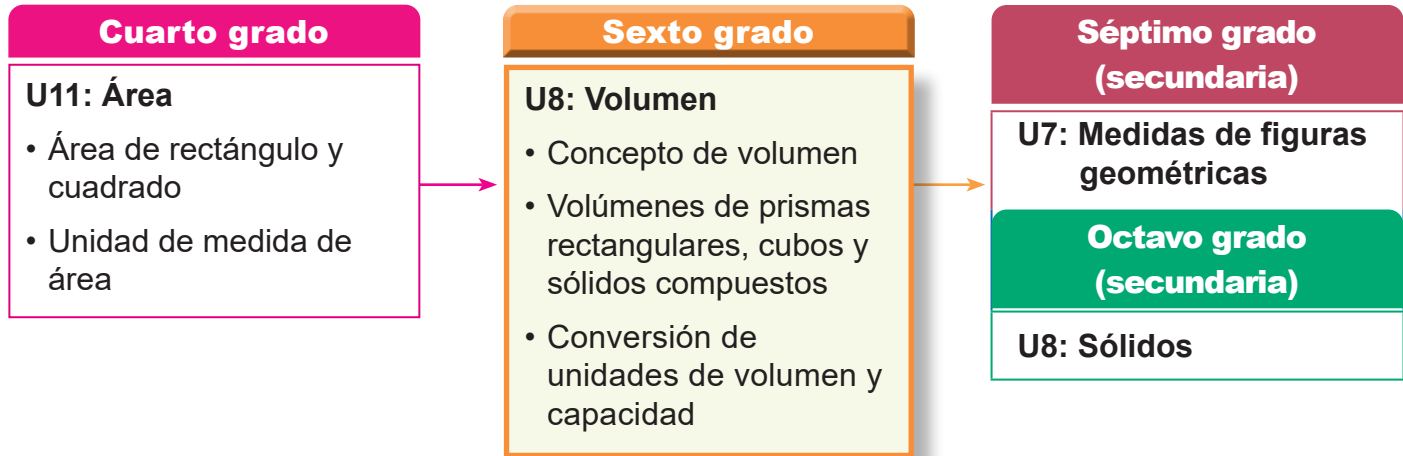 Cuarto grado
U11: Área
• Área de rectángulo y
cuadrado
• Unidad de medida de
área
Sexto grado
U8: Volumen
• Concepto de volumen
• Volúmenes de prismas
rectangulares, cubos y
sólidos compuestos
• Conversión de
unidades de volumen y
capacidad
Séptimo grado
(secundaria)
U7: Medidas de figuras
geométricas
Octavo grado
(secundaria)
U8: Sólidos